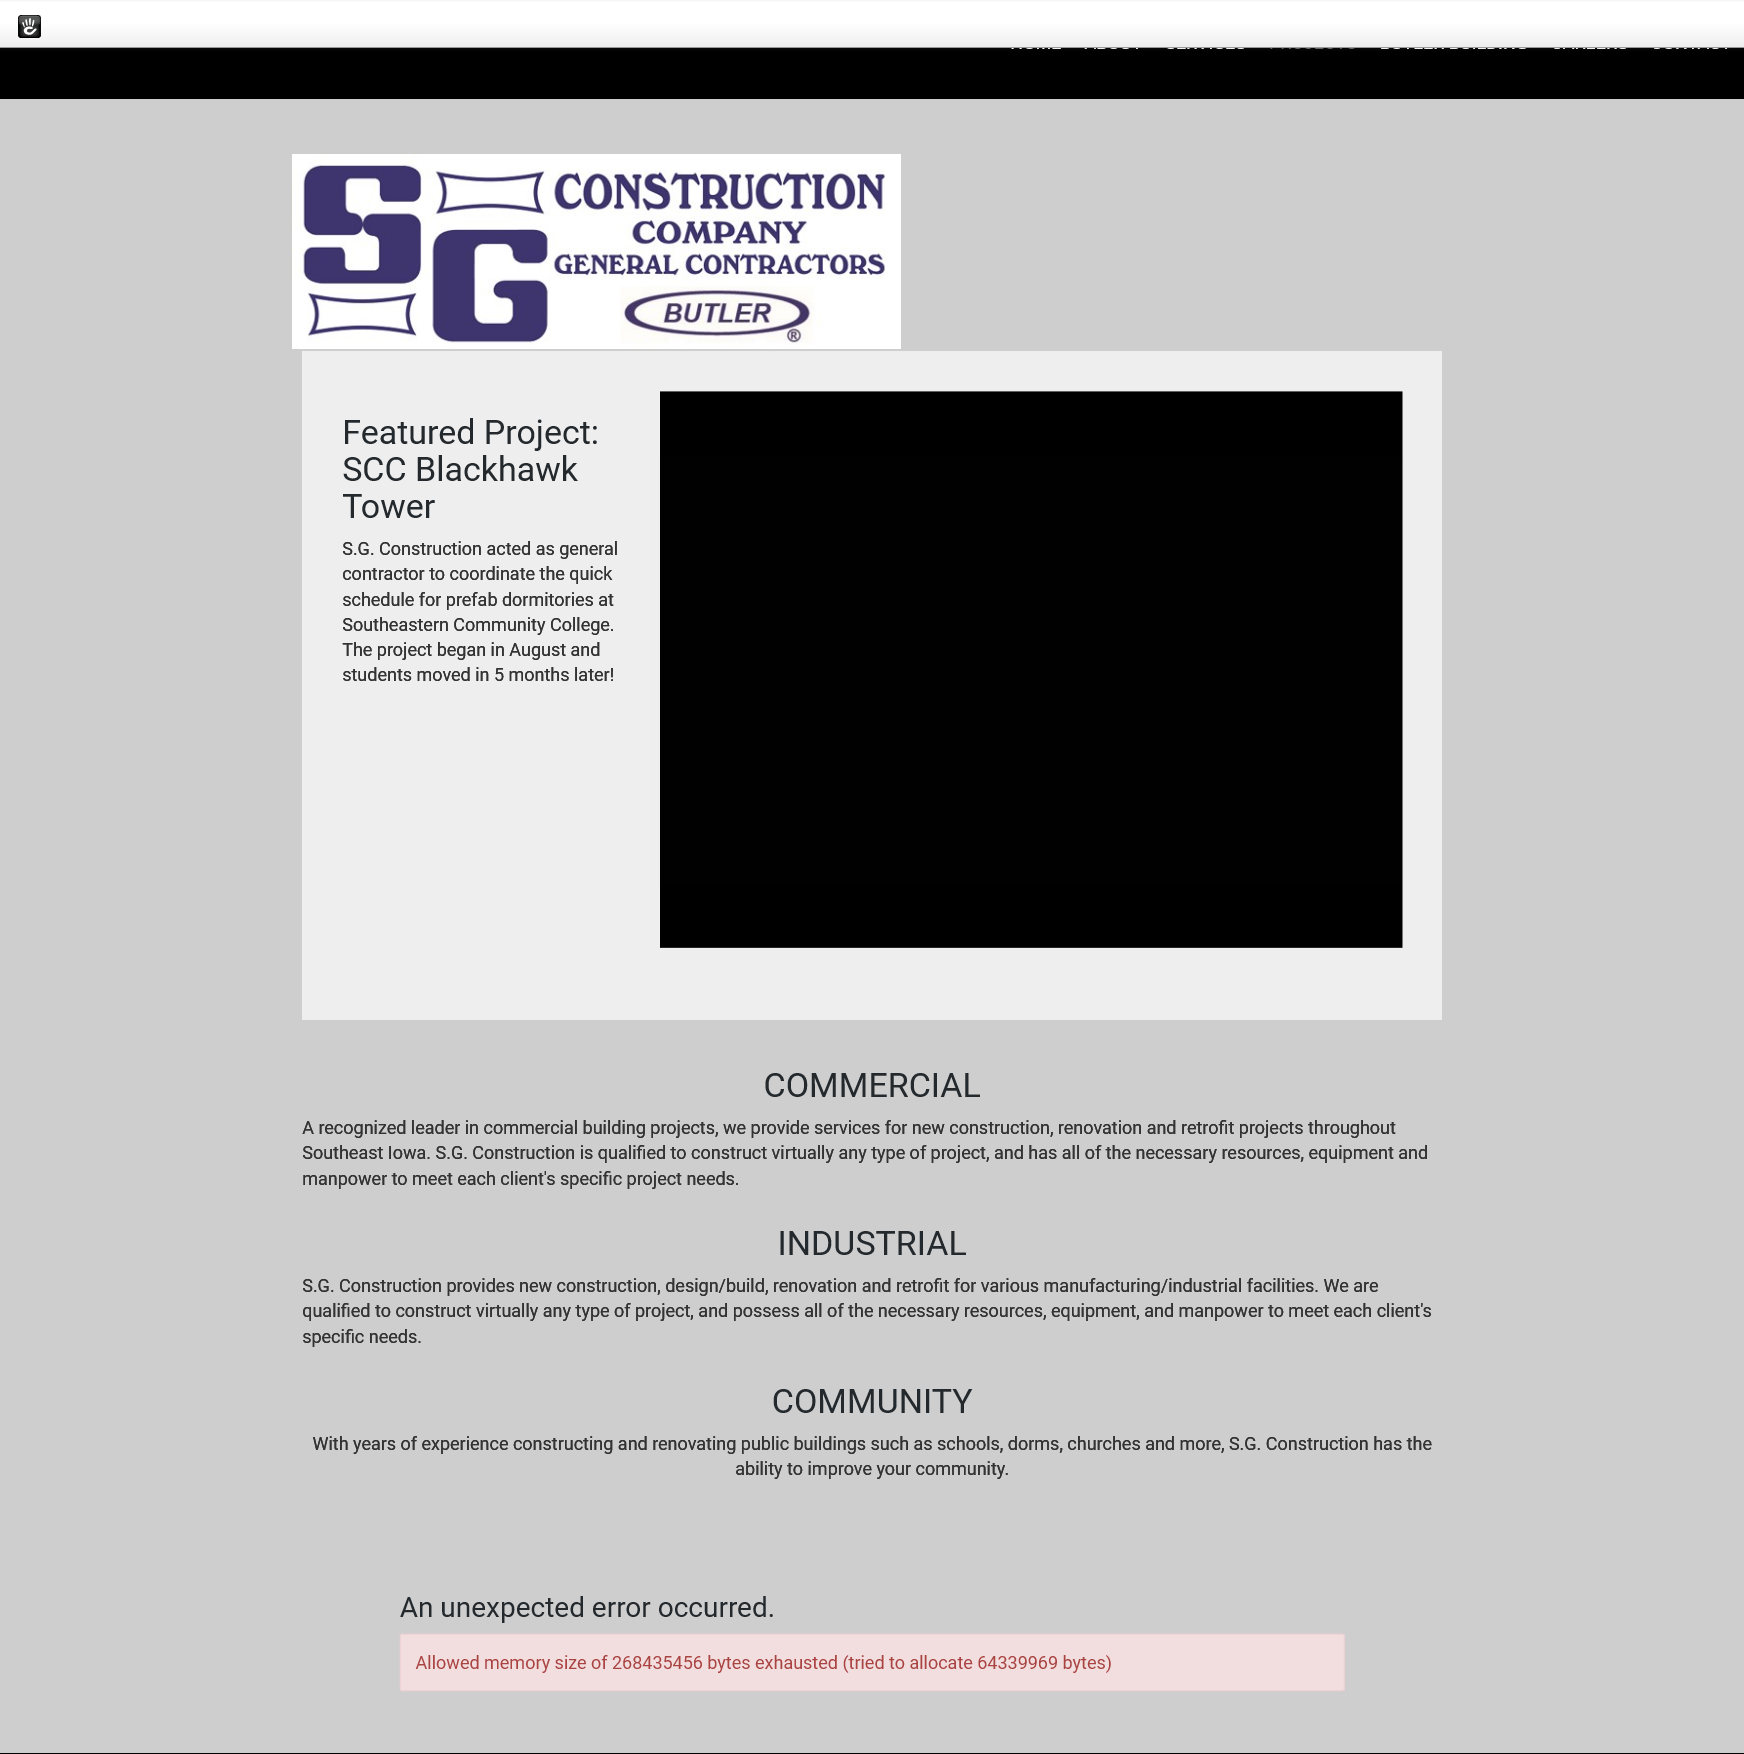 CONSTRUCTION
COMPANY
GENERAL CONTRACTORS
SG
BUTLER
®
Featured Project:
SCC Blackhawk
Tower
S.G. Construction acted as general
contractor to coordinate the quick
schedule for prefab dormitories at
Southeastern Community College.
The project began in August and
students moved in 5 months later!
COMMERCIAL
A recognized leader in commercial building projects, we provide services for new construction, renovation and retrofit projects throughout
Southeast Iowa. S.G. Construction is qualified to construct virtually any type of project, and has all of the necessary resources, equipment and
manpower to meet each client's specific project needs.
INDUSTRIAL
S.G. Construction provides new construction, design/build, renovation and retrofit for various manufacturing/industrial facilities. We are
qualified to construct virtually any type of project, and possess all of the necessary resources, equipment, and manpower to meet each client's
specific needs.
COMMUNITY
With years of experience constructing and renovating public buildings such as schools, dorms, churches and more, S.G. Construction has the
ability to improve your community.
An unexpected error occurred.
Allowed memory size of 268435456 bytes exhausted (tried to allocate 64339969 bytes)